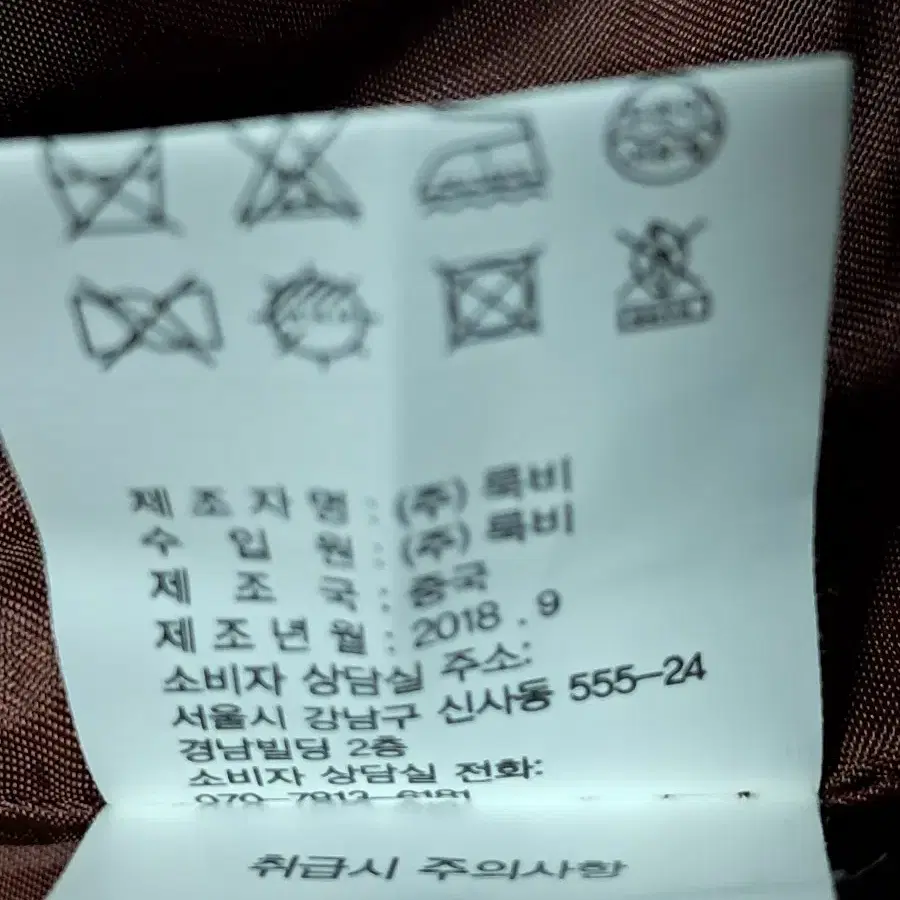 제 조 자 명 : (주) 룩비
수 입 원 : (주) 룩비
제 조 국 : 중국
제 조 년 월 : 2018 . 9
소비자 상담실 주소:
서울시 강남구 신사동 555-24
경남빌딩 2층
소비자 상담실 전화:
취급시 주의사항